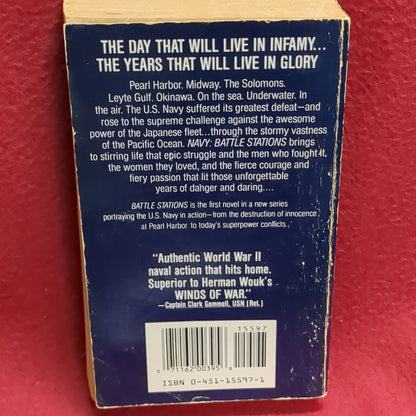 THE DAY THAT WILL LIVE IN INFAMY...
THE YEARS THAT WILL LIVE IN GLORY
Pearl Harbor. Midway. The Solomons.
Leyte Gulf. Okinawa. On the sea. Underwater. In
the air. The U.S. Navy suffered its greatest defeat—and
rose to the supreme challenge against the awesome
power of the Japanese fleet...through the stormy vastness
of the Pacific Ocean. NAVY: BATTLE STATIONS brings
to stirring life that epic struggle and the men who fought it,
the women they loved, and the fierce courage and
fiery passion that lit those unforgettable
years of danger and daring....
BATTLE STATIONS is the first novel in a new series
portraying the U.S. Navy in action—from the destruction of innocence
at Pearl Harbor to today's superpower conflicts.
"Authentic World War II
naval action that hits home.
Superior to Herman Wouk's
WINDS OF WAR."
—Captain Clark Gammell, USN (Ret.)
15597
0 71162 00395 6
ISBN 0-451-15597-1